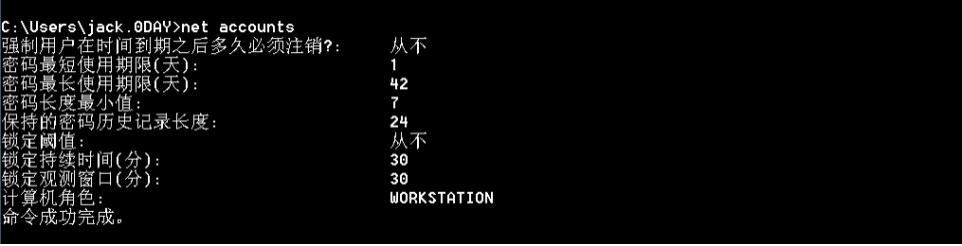 C:\Users\jack.0DAY>net accounts
强制用户在时间到期之后多久必须注销?: 从不
密码最短使用期限(天): 1
密码最长使用期限(天): 42
密码长度最小值: 7
保持的密码历史记录长度: 24
锁定阈值: 从不
锁定持续时间(分): 30
锁定观测窗口(分): 30
计算机角色: WORKSTATION
命令成功完成。